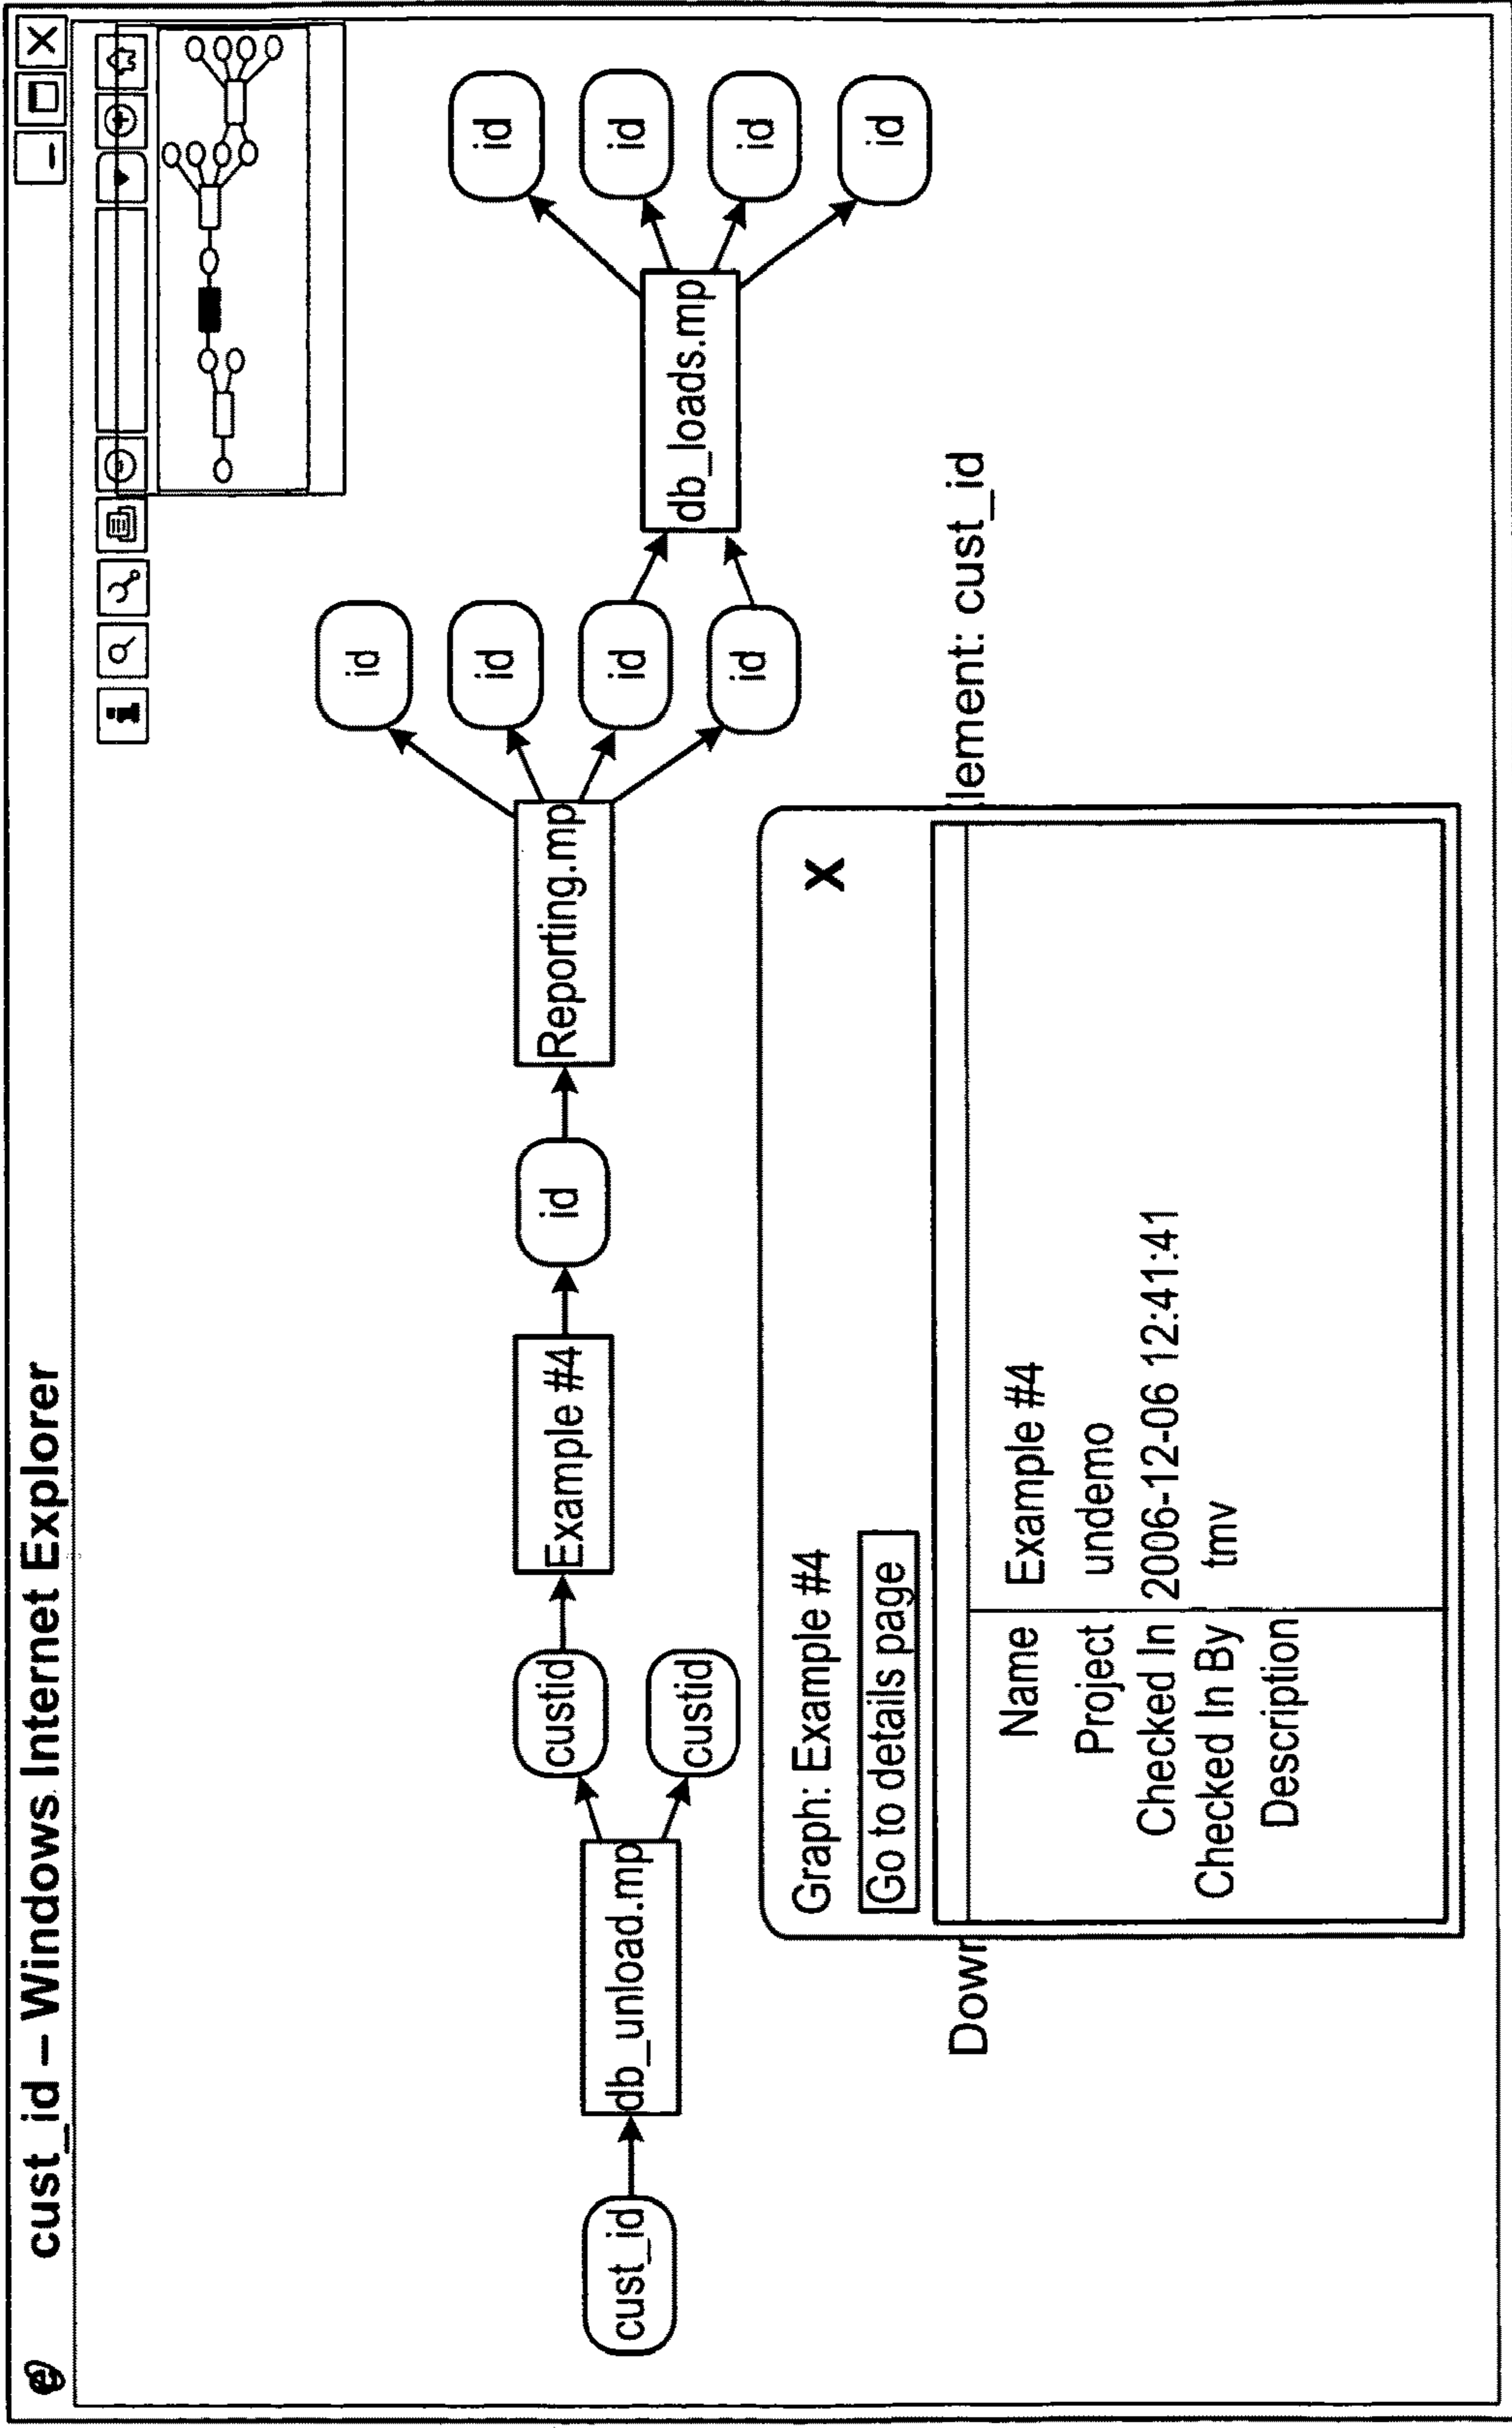 cust_id – Windows Internet Explorer
cust_id
db_unload.mp
custid
custid
Example #4
id
Reporting.mp
id
id
id
id
db_loads.mp
id
id
id
id
Graph: Example #4
X
Go to details page
Name Example #4
Project undemo
Checked In 2006-12-06 12:41:41
Checked In By tmv
Description
Down
lement: cust_id